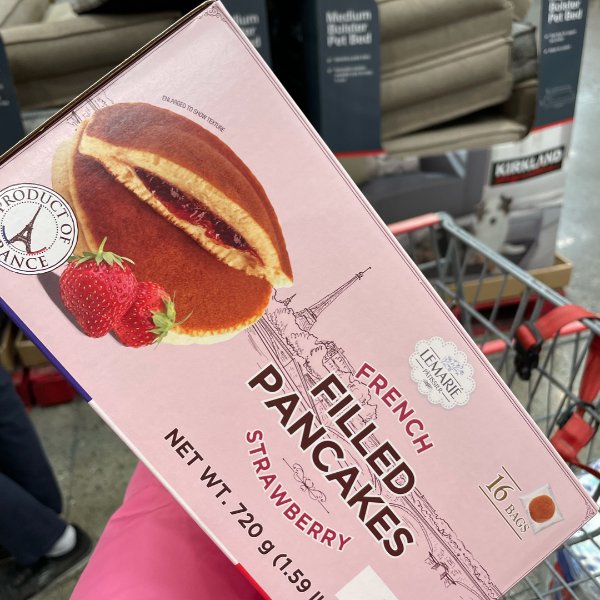 Medium
Bolster
Pet Bed
Bolster
Pet Bed
KIRKLAND
ENLARGED TO SHOW TEXTURE
PRODUCT OF
FRANCE
LEMARIE
PATISSIER
FRENCH
FILLED
PANCAKES
STRAWBERRY
16
BAGS
NET WT. 720 g (1.59 l